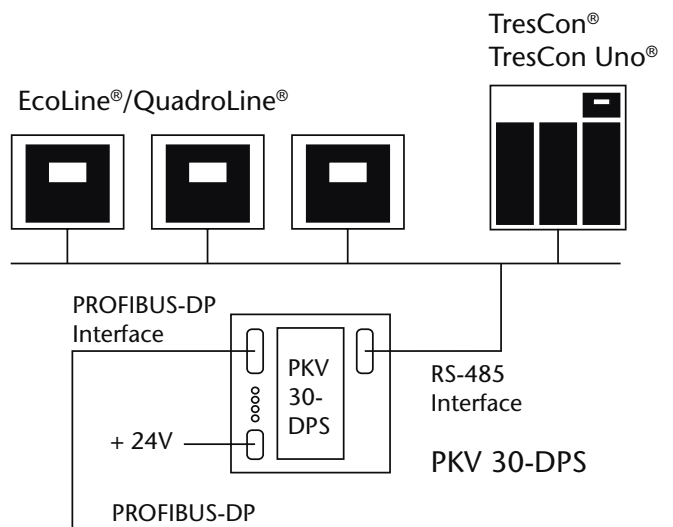 TresCon®
TresCon Uno®
EcoLine®/QuadroLine®
PROFIBUS-DP
Interface
PKV
30-
DPS
RS-485
Interface
+ 24V
PKV 30-DPS
PROFIBUS-DP